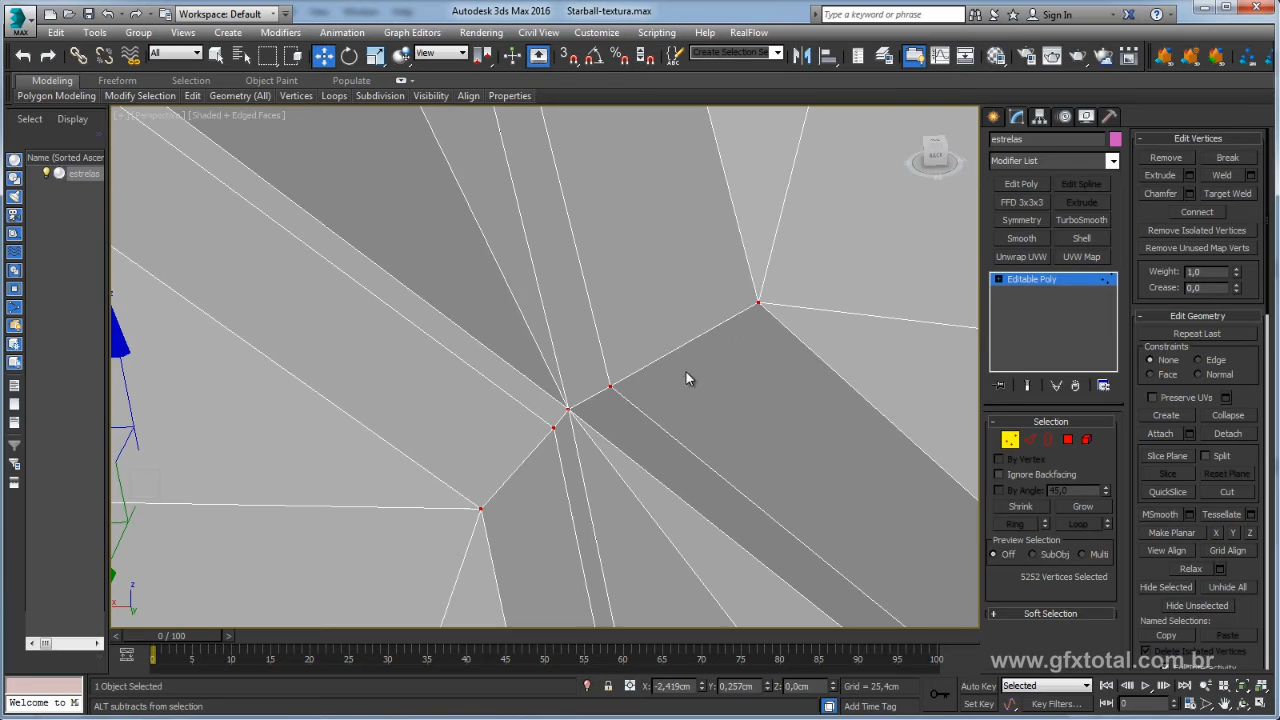 Workspace: Default
Autodesk 3ds Max 2016 Starball-textura.max
Type a keyword or phrase
Sign In
MAX
Edit Tools Group Views Create Modifiers Animation Graph Editors Rendering Civil View Customize Scripting Help RealFlow
All View Create Selection Se
Modeling Freeform Selection Object Paint Populate
Polygon Modeling Modify Selection Edit Geometry (All) Vertices Loops Subdivision Visibility Align Properties
Select Display
[Shaded + Edged Faces]
Name (Sorted Ascen
estrelas
BACK
estrelas
Modifier List
Edit Poly Edit Spline
FFD 3x3x3 Extrude
Symmetry TurboSmooth
Smooth Shell
Unwrap UVW UVW Map
Editable Poly
Selection
By Vertex
Ignore Backfacing
By Angle: 45,0
Shrink Grow
Ring Loop
Preview Selection
Off SubObj Multi
5252 Vertices Selected
Soft Selection
Edit Vertices
Remove Break
Extrude Weld
Chamfer Target Weld
Connect
Remove Isolated Vertices
Remove Unused Map Verts
Weight: 1,0
Crease: 0,0
Edit Geometry
Repeat Last
Constraints
None Edge
Face Normal
Preserve UVs
Create Collapse
Attach Detach
Slice Plane Split
Slice Reset Plane
QuickSlice Cut
MSmooth Tessellate
Make Planar X Y Z
View Align Grid Align
Relax
Hide Selected Unhide All
Hide Unselected
Named Selections:
Copy Paste
Delete Isolated Vertices
z
x
z
y
0 / 100
0 5 10 15 20 25 30 35 40 45 50 55 60 65 70 75 80 85 90 95 100
www.gfxtotal.com.br
1 Object Selected
X: -2,419cm Y: 0,257cm Z: 0,0cm Grid = 25,4cm
Auto Key Selected
Welcome to M
ALT subtracts from selection
Add Time Tag
Set Key Key Filters... 0